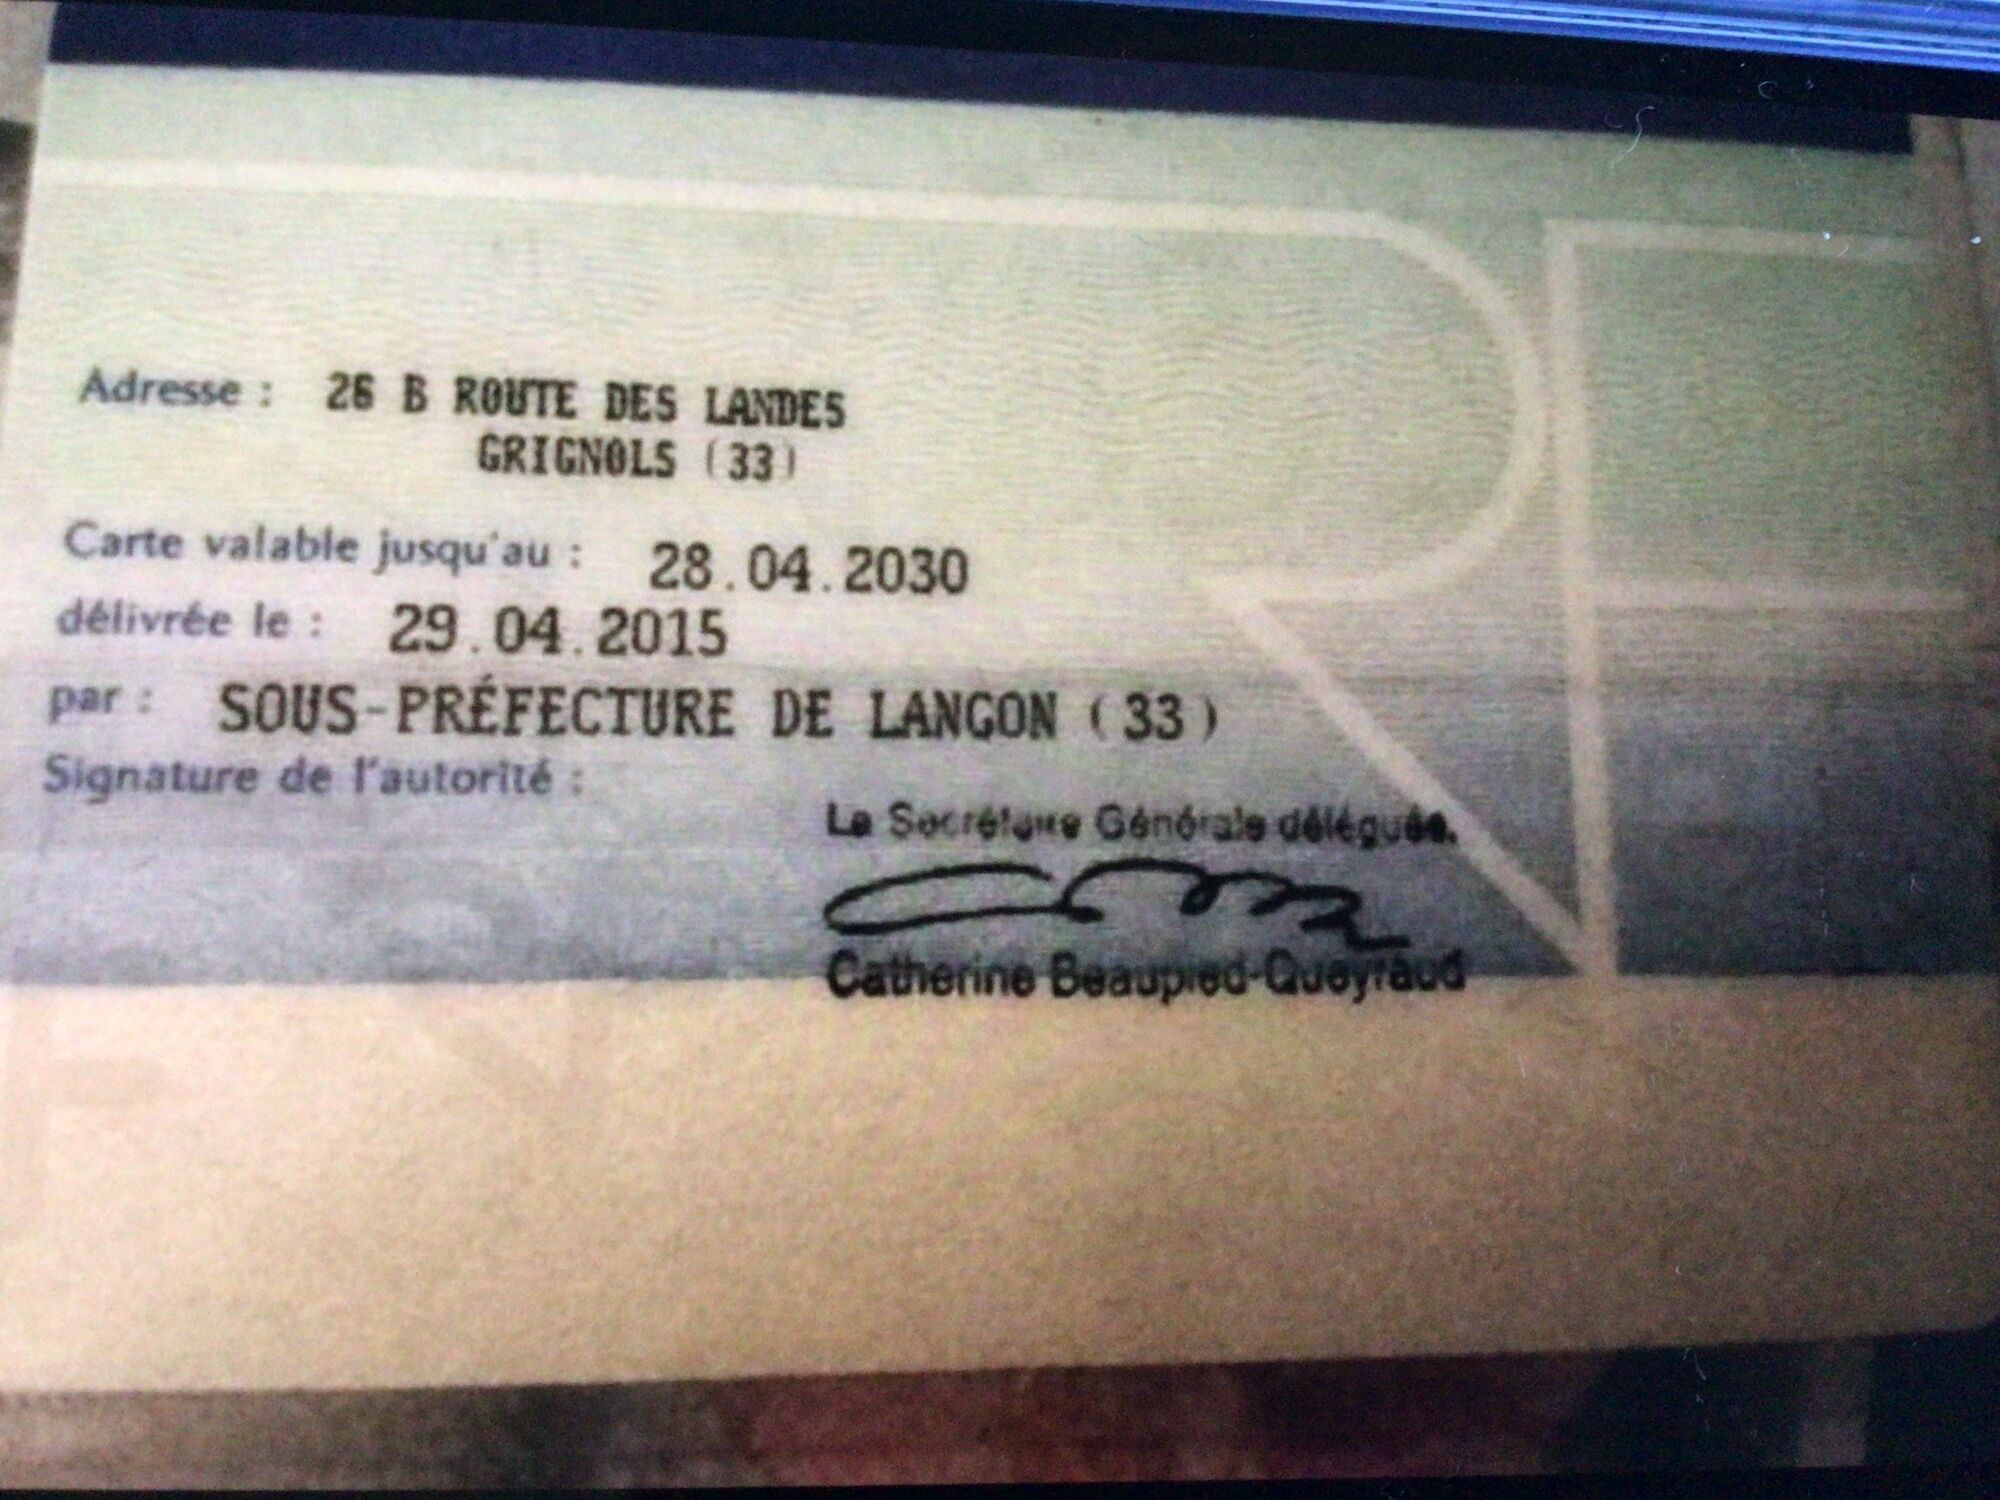 Adresse : 26 B ROUTE DES LANDES
GRIGNOLS (33)
Carte valable jusqu'au : 28.04.2030
délivrée le : 29.04.2015
par : SOUS-PRÉFECTURE DE LANGON (33)
Signature de l'autorité :
La Secrétaire Générale déléguée,
Catherine Beaupied-Queyraud
RF